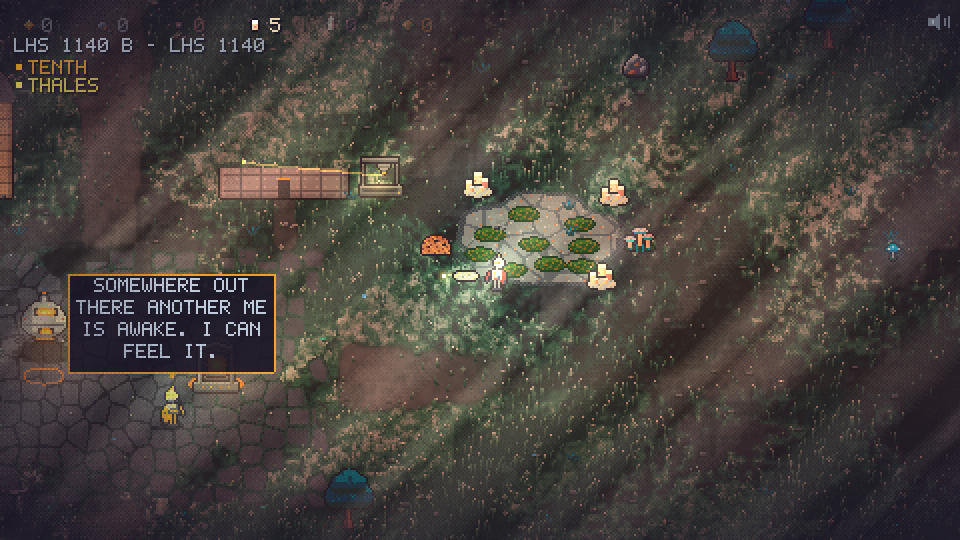 0 0 0 5 0 0
LHS 1140 B - LHS 1140
TENTH
THALES
SOMEWHERE OUT
THERE ANOTHER ME
IS AWAKE. I CAN
FEEL IT.